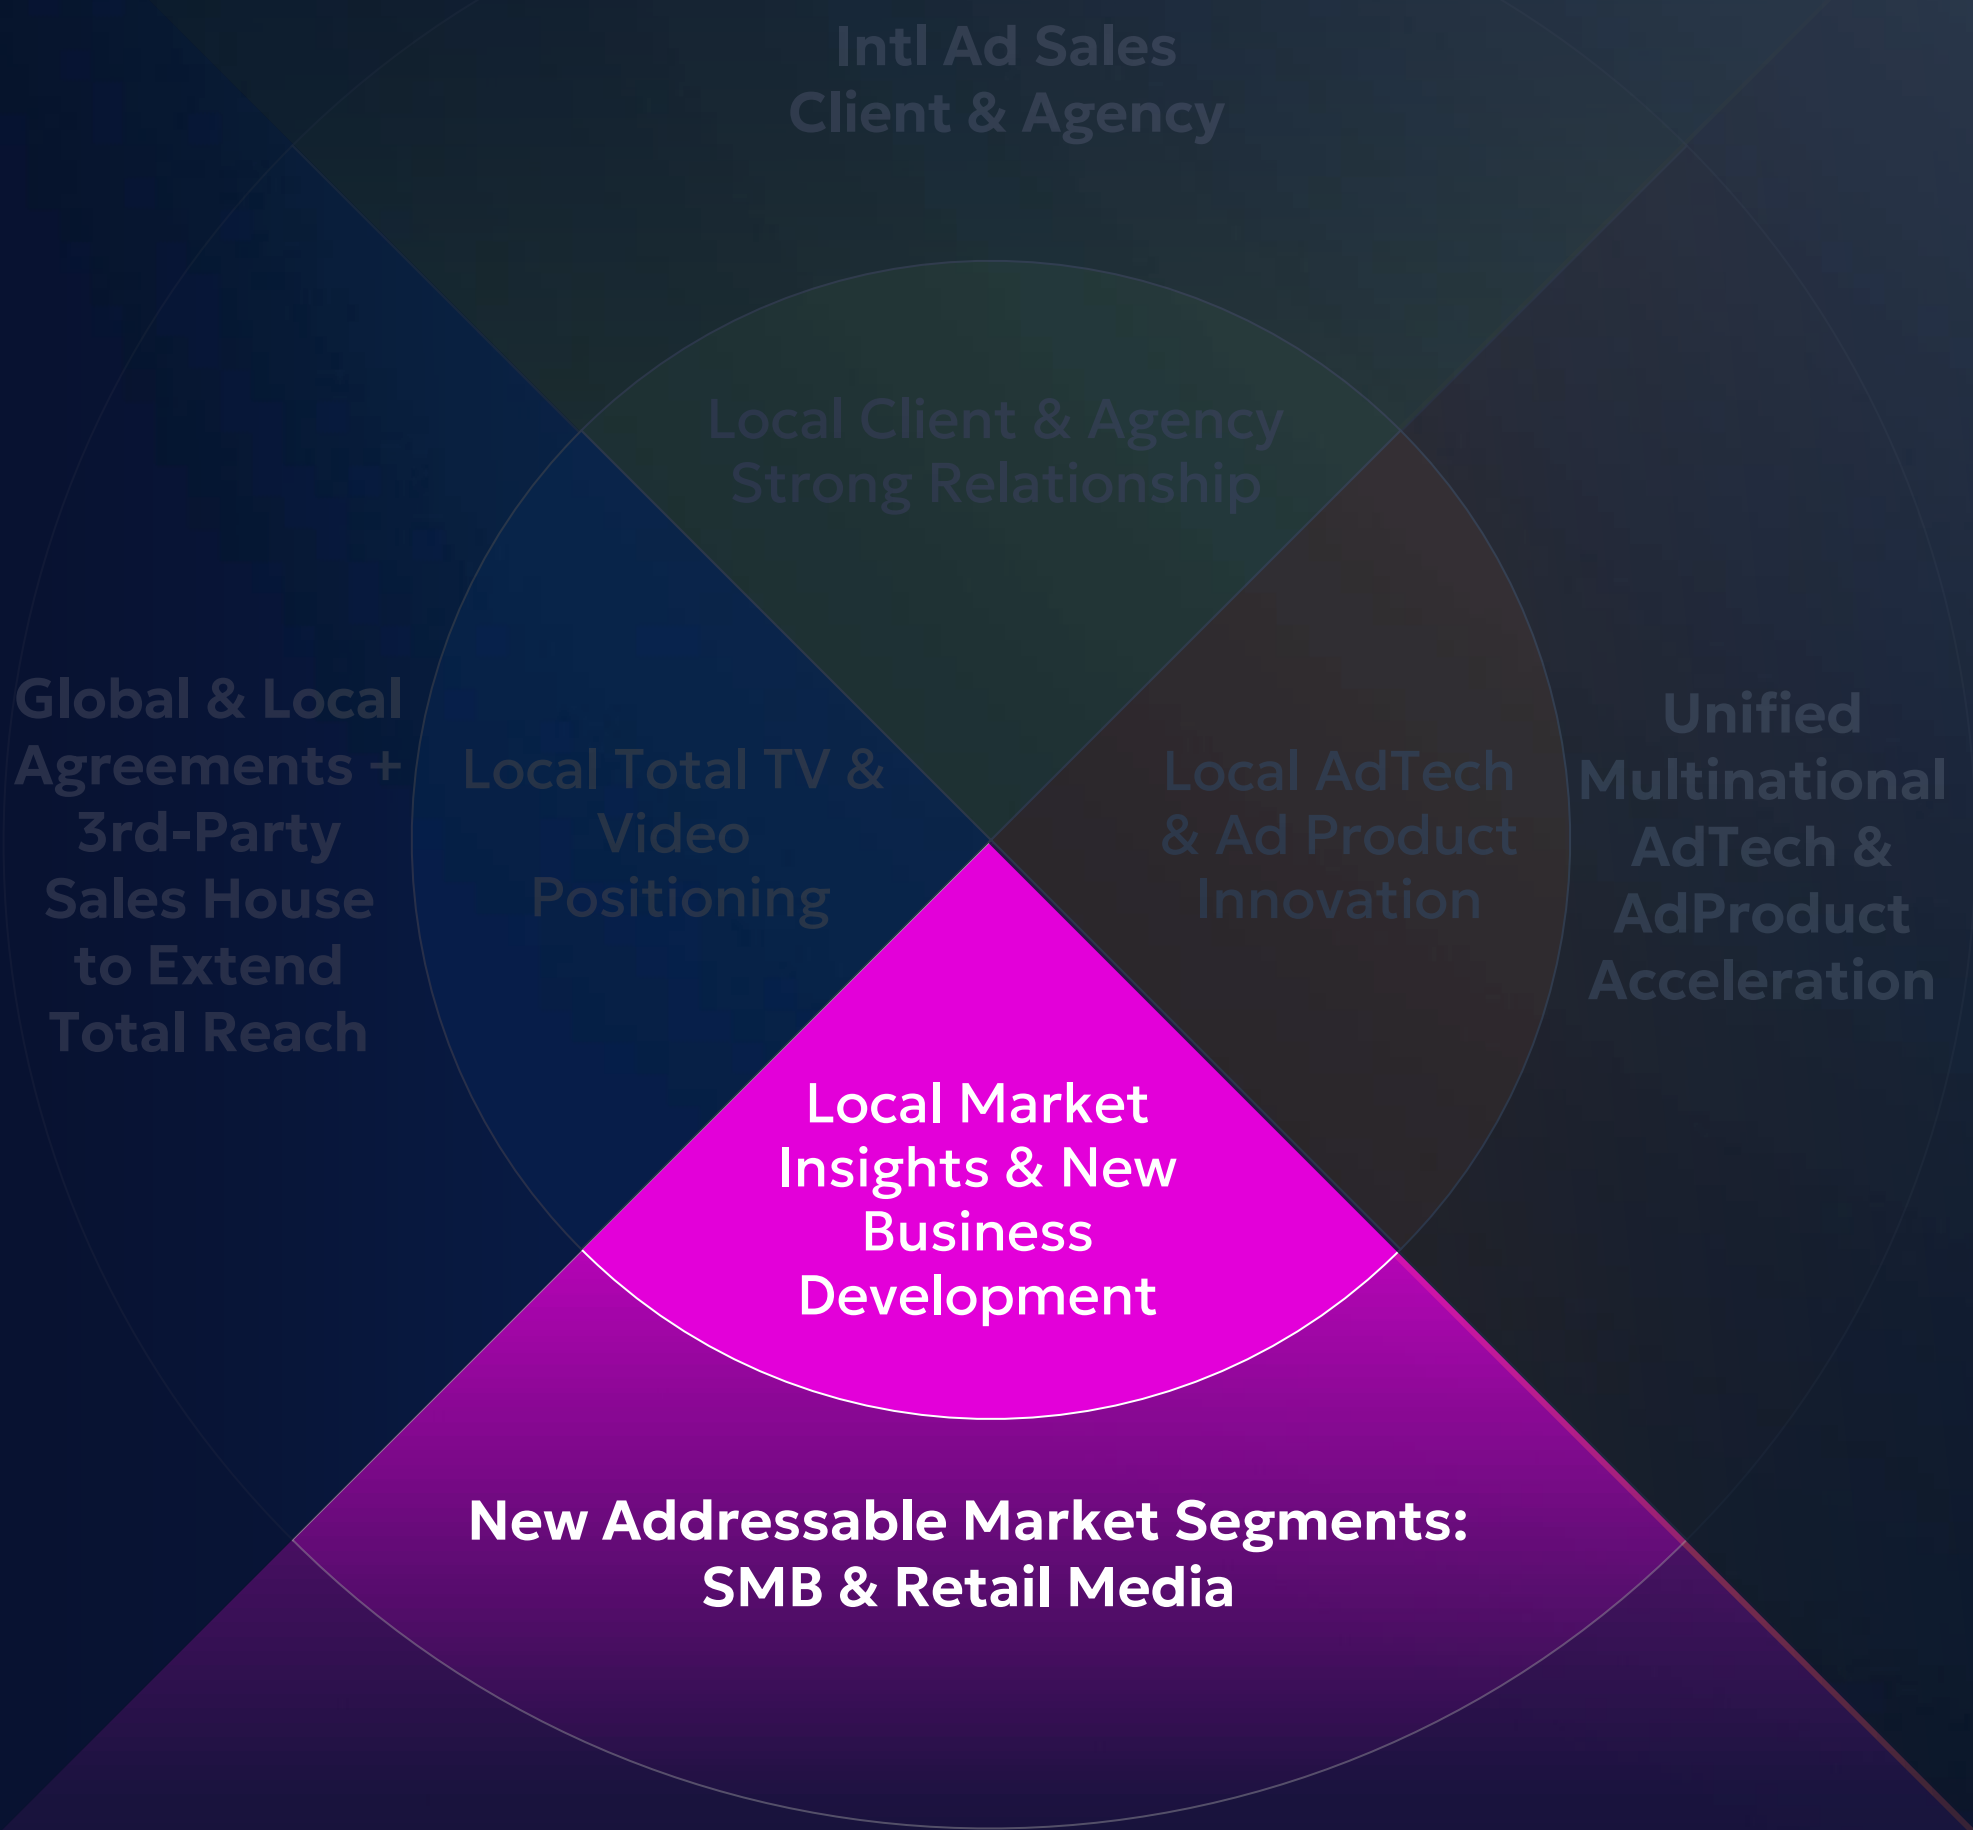 Intl Ad Sales
Client & Agency
Local Client & Agency
Strong Relationship
Global & Local
Agreements +
3rd-Party
Sales House
to Extend
Total Reach
Local Total TV &
Video
Positioning
Local AdTech
& Ad Product
Innovation
Unified
Multinational
AdTech &
AdProduct
Acceleration
Local Market
Insights & New
Business
Development
New Addressable Market Segments:
SMB & Retail Media